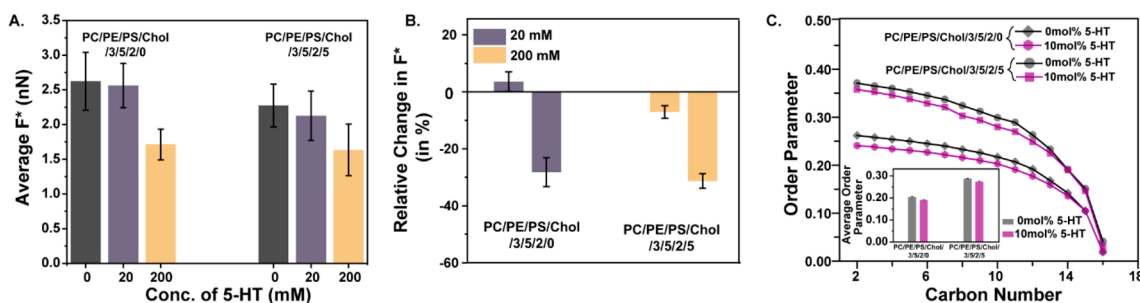 A.
Average F* (nN)
3.5
3.0
2.5
2.0
1.5
1.0
0.5
0.0
PC/PE/PS/Chol
/3/5/2/0
PC/PE/PS/Chol
/3/5/2/5
0 20 200 0 20 200
Conc. of 5-HT (mM)
B.
Relative Change in F*
(in %)
20
0
-20
-40
-60
20 mM
200 mM
PC/PE/PS/Chol
/3/5/2/0
PC/PE/PS/Chol
/3/5/2/5
C.
Order Parameter
0.50
0.40
0.30
0.20
0.10
0.00
PC/PE/PS/Chol/3/5/2/0
0mol% 5-HT
10mol% 5-HT
PC/PE/PS/Chol/3/5/2/5
0mol% 5-HT
10mol% 5-HT
Average Order
Parameter
0.30
0.20
0.10
0.00
PC/PE/PS/Chol/
3/5/2/0
PC/PE/PS/Chol/
3/5/2/5
0mol% 5-HT
10mol% 5-HT
2 6 10 14 18
Carbon Number